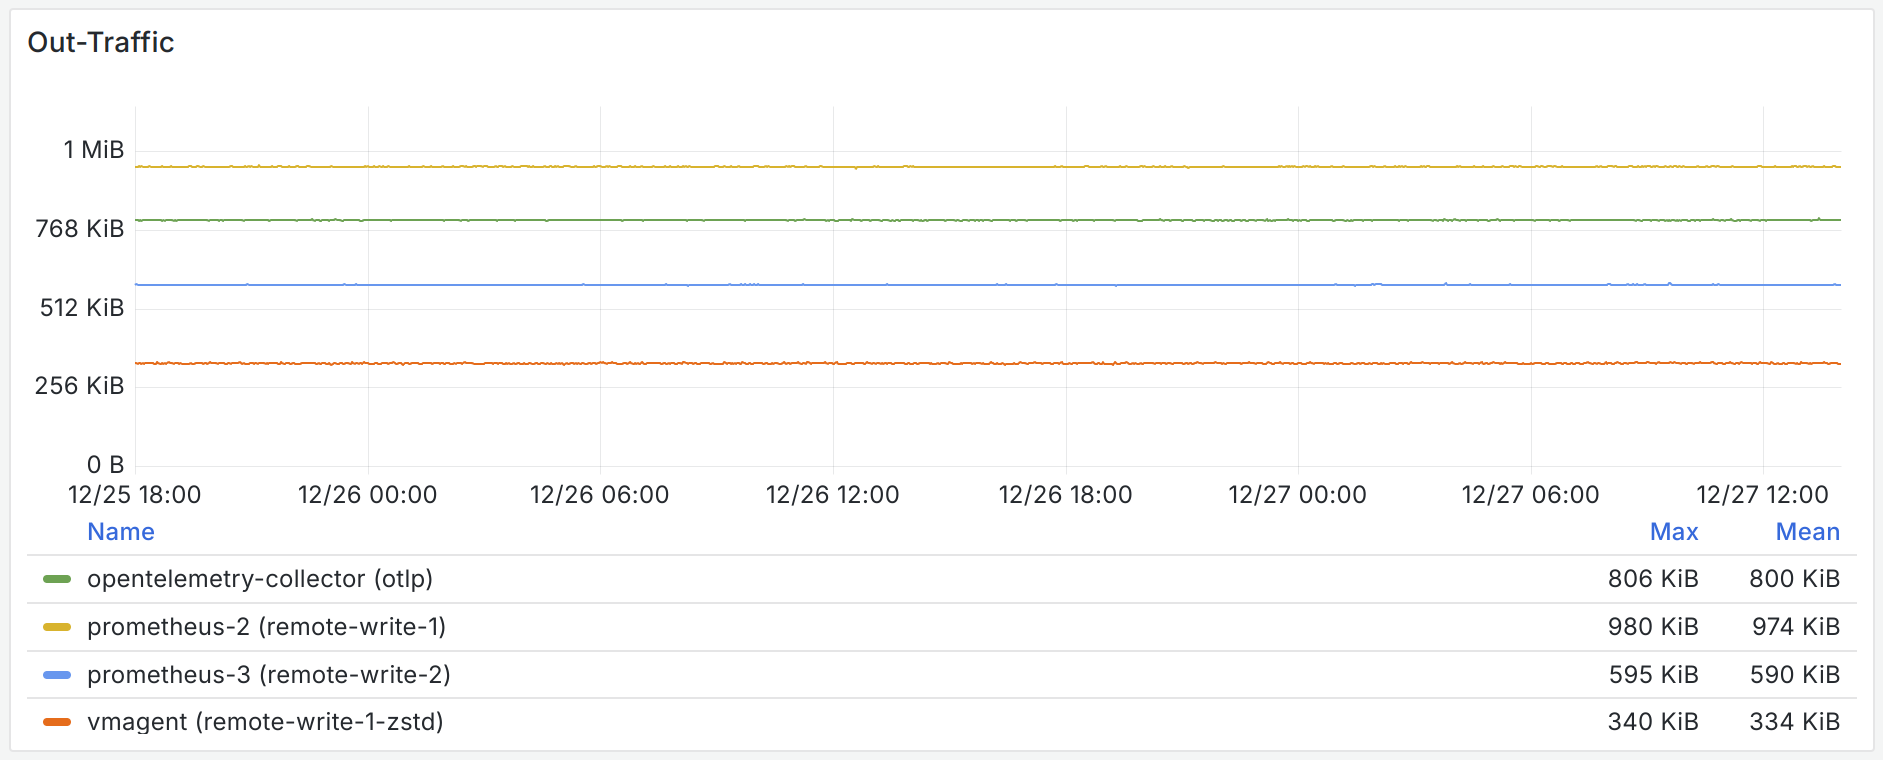 Out-Traffic
1 MiB
768 KiB
512 KiB
256 KiB
0 B
12/25 18:00 12/26 00:00 12/26 06:00 12/26 12:00 12/26 18:00 12/27 00:00 12/27 06:00 12/27 12:00
Name Max Mean
opentelemetry-collector (otlp) 806 KiB 800 KiB
prometheus-2 (remote-write-1) 980 KiB 974 KiB
prometheus-3 (remote-write-2) 595 KiB 590 KiB
vmagent (remote-write-1-zstd) 340 KiB 334 KiB